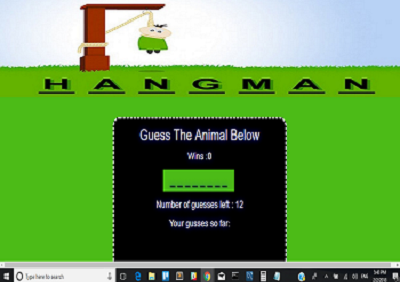 HANGMAN
Guess The Animal Below
Wins :0
_ _ _ _ _ _ _ _
Number of guesses left : 12
Your gusses so far:
Type here to search